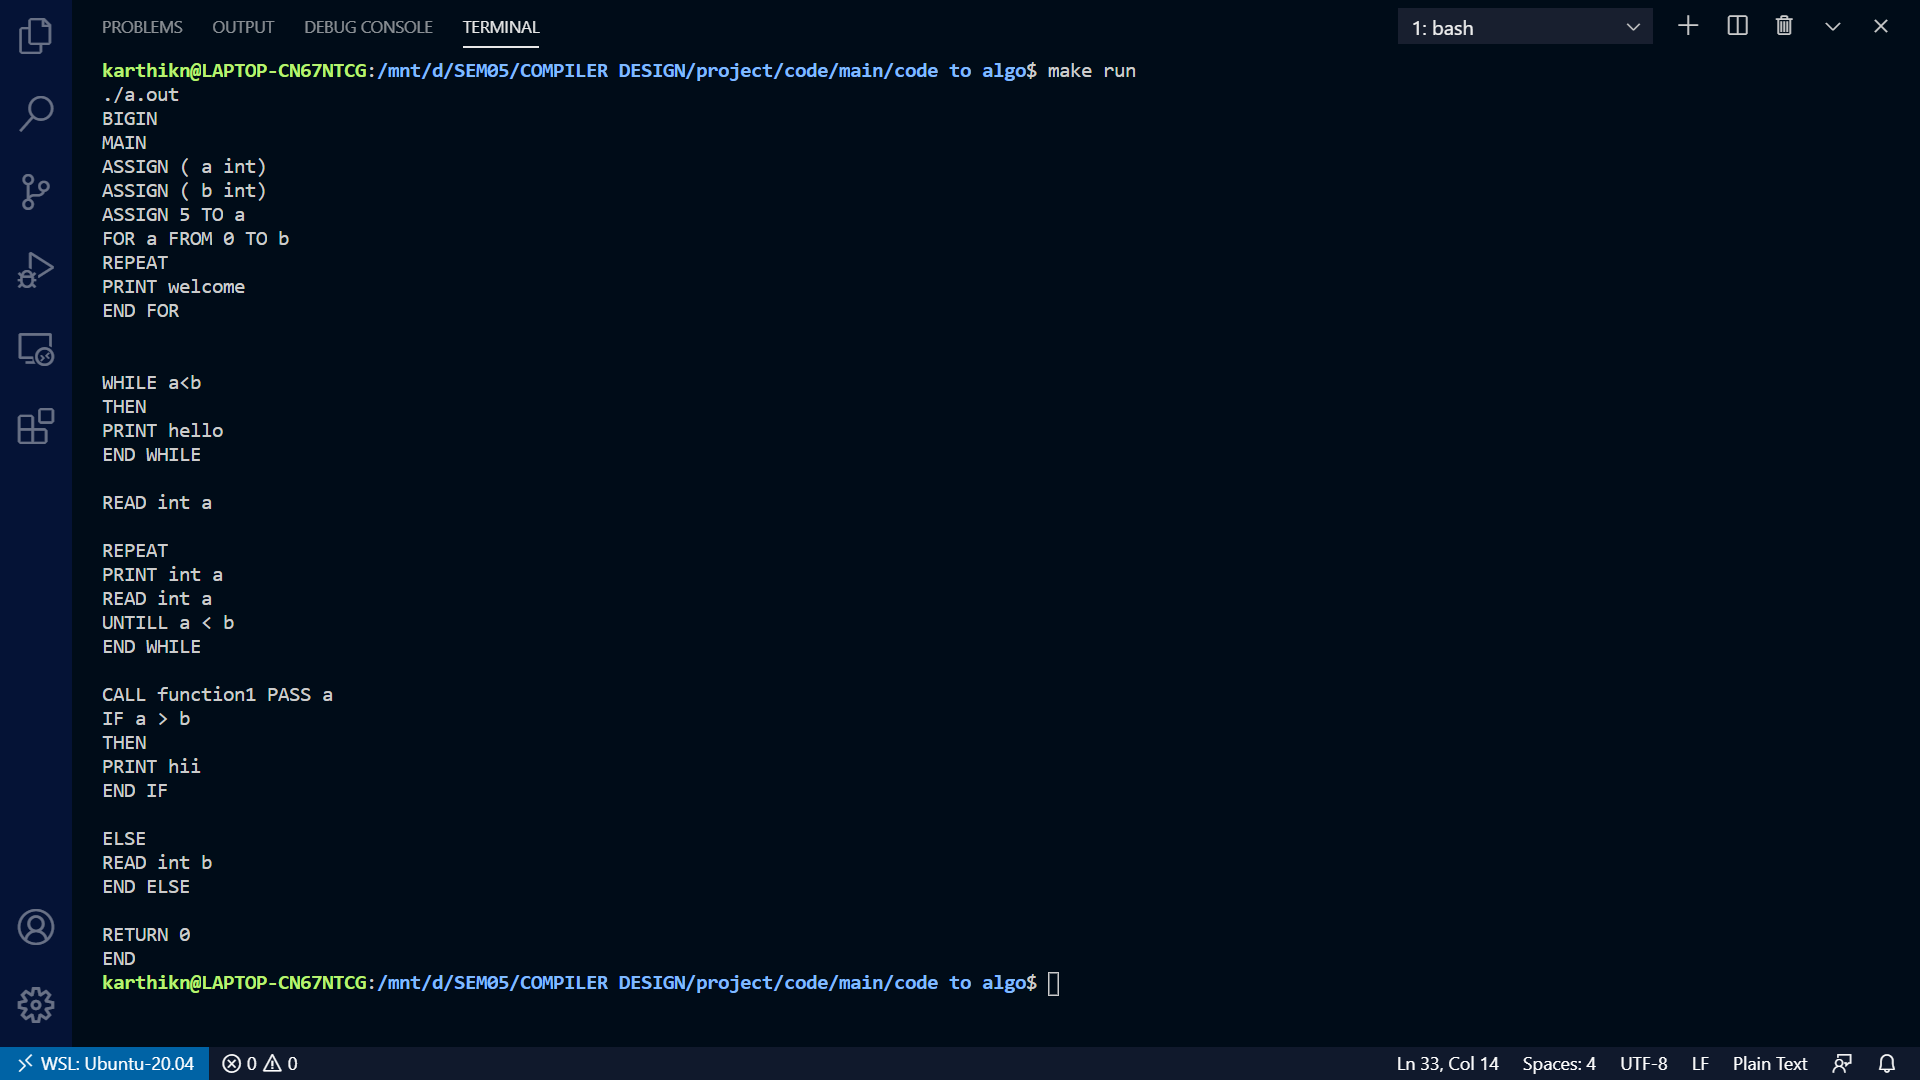 PROBLEMS OUTPUT DEBUG CONSOLE TERMINAL 1: bash
karthikn@LAPTOP-CN67NTCG:/mnt/d/SEM05/COMPILER DESIGN/project/code/main/code to algo$ make run
./a.out
BIGIN
MAIN
ASSIGN ( a int)
ASSIGN ( b int)
ASSIGN 5 TO a
FOR a FROM 0 TO b
REPEAT
PRINT welcome
END FOR
WHILE a<b
THEN
PRINT hello
END WHILE
READ int a
REPEAT
PRINT int a
READ int a
UNTILL a < b
END WHILE
CALL function1 PASS a
IF a > b
THEN
PRINT hii
END IF
ELSE
READ int b
END ELSE
RETURN 0
END
karthikn@LAPTOP-CN67NTCG:/mnt/d/SEM05/COMPILER DESIGN/project/code/main/code to algo$
WSL: Ubuntu-20.04 0 0 Ln 33, Col 14 Spaces: 4 UTF-8 LF Plain Text